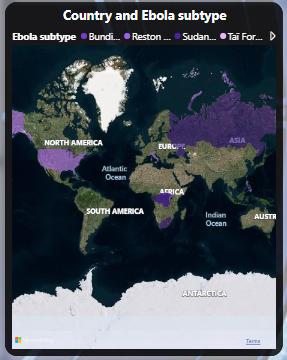 Country and Ebola subtype
Ebola subtype Bundi... Reston ... Sudan... Taï For...
NORTH AMERICA
EUROPE
ASIA
Atlantic
Ocean
AFRICA
SOUTH AMERICA
Indian
Ocean
AUSTR
ANTARCTICA
Terms